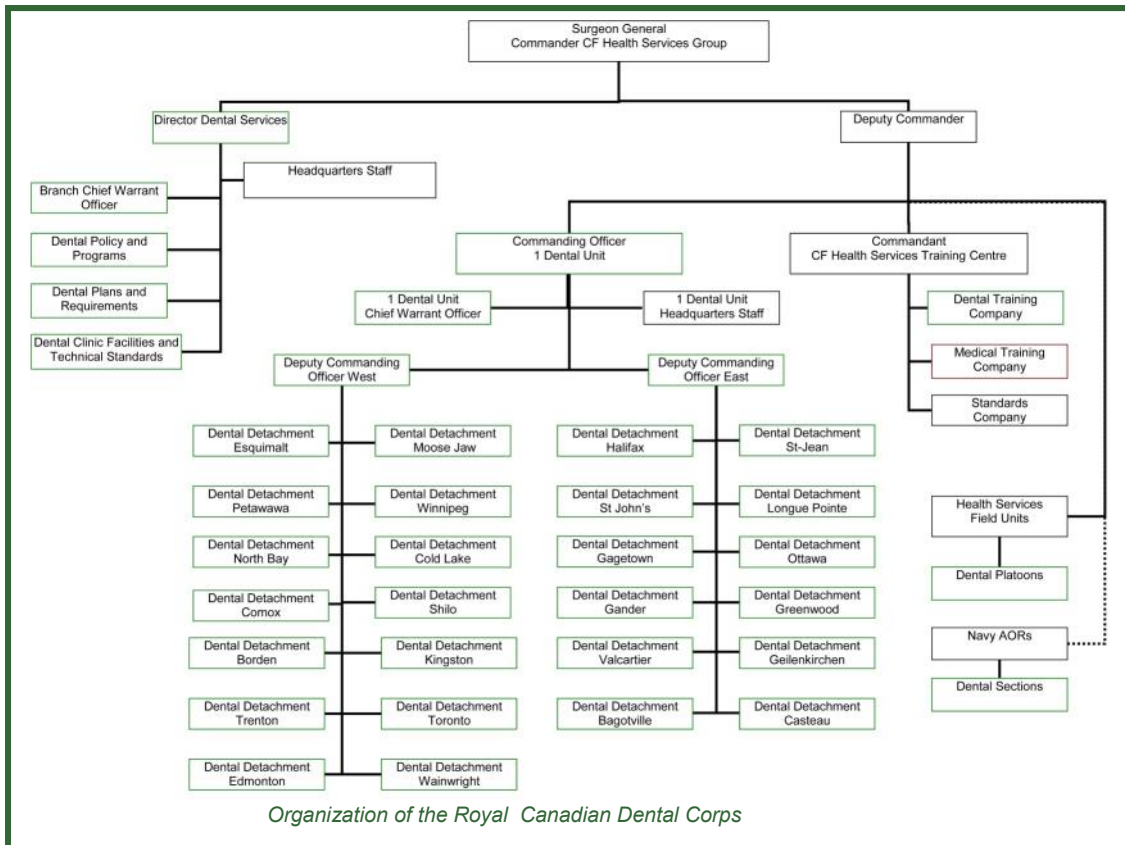 Surgeon General
Commander CF Health Services Group
Director Dental Services
Deputy Commander
Headquarters Staff
Branch Chief Warrant
Officer
Dental Policy and
Programs
Dental Plans and
Requirements
Dental Clinic Facilities and
Technical Standards
Commanding Officer
1 Dental Unit
Commandant
CF Health Services Training Centre
1 Dental Unit
Chief Warrant Officer
1 Dental Unit
Headquarters Staff
Dental Training
Company
Medical Training
Company
Standards
Company
Deputy Commanding
Officer West
Deputy Commanding
Officer East
Dental Detachment
Esquimalt
Dental Detachment
Moose Jaw
Dental Detachment
Petawawa
Dental Detachment
Winnipeg
Dental Detachment
North Bay
Dental Detachment
Cold Lake
Dental Detachment
Comox
Dental Detachment
Shilo
Dental Detachment
Borden
Dental Detachment
Kingston
Dental Detachment
Trenton
Dental Detachment
Toronto
Dental Detachment
Edmonton
Dental Detachment
Wainwright
Dental Detachment
Halifax
Dental Detachment
St-Jean
Dental Detachment
St John's
Dental Detachment
Longue Pointe
Dental Detachment
Gagetown
Dental Detachment
Ottawa
Dental Detachment
Gander
Dental Detachment
Greenwood
Dental Detachment
Valcartier
Dental Detachment
Geilenkirchen
Dental Detachment
Bagotville
Dental Detachment
Casteau
Health Services
Field Units
Dental Platoons
Navy AORs
Dental Sections
Organization of the Royal Canadian Dental Corps